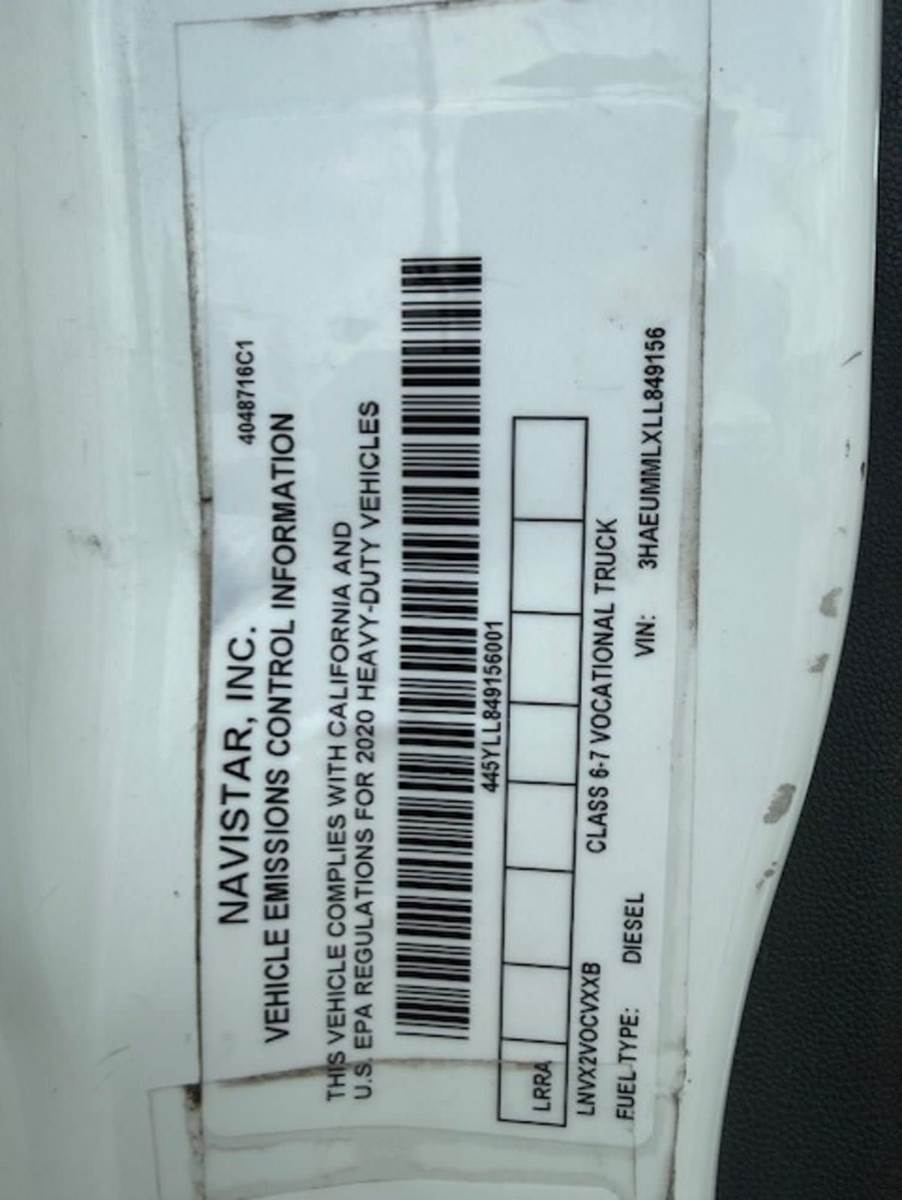 4048716C1
NAVISTAR, INC.
VEHICLE EMISSIONS CONTROL INFORMATION
THIS VEHICLE COMPLIES WITH CALIFORNIA AND
U.S. EPA REGULATIONS FOR 2020 HEAVY-DUTY VEHICLES
445YLL849156001
LRRA
LNVX2VOCVXXB CLASS 6-7 VOCATIONAL TRUCK
FUEL TYPE: DIESEL VIN: 3HAEUMMLXLL849156